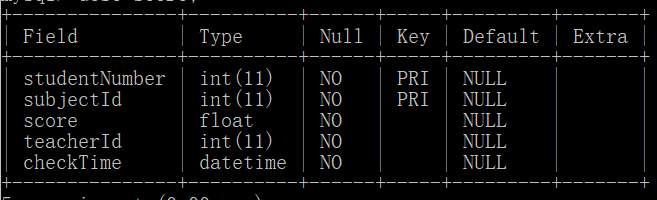 Field | Type | Null | Key | Default | Extra
studentNumber | int(11) | NO | PRI | NULL |
subjectId | int(11) | NO | PRI | NULL |
score | float | NO | | NULL |
teacherId | int(11) | NO | | NULL |
checkTime | datetime | NO | | NULL |